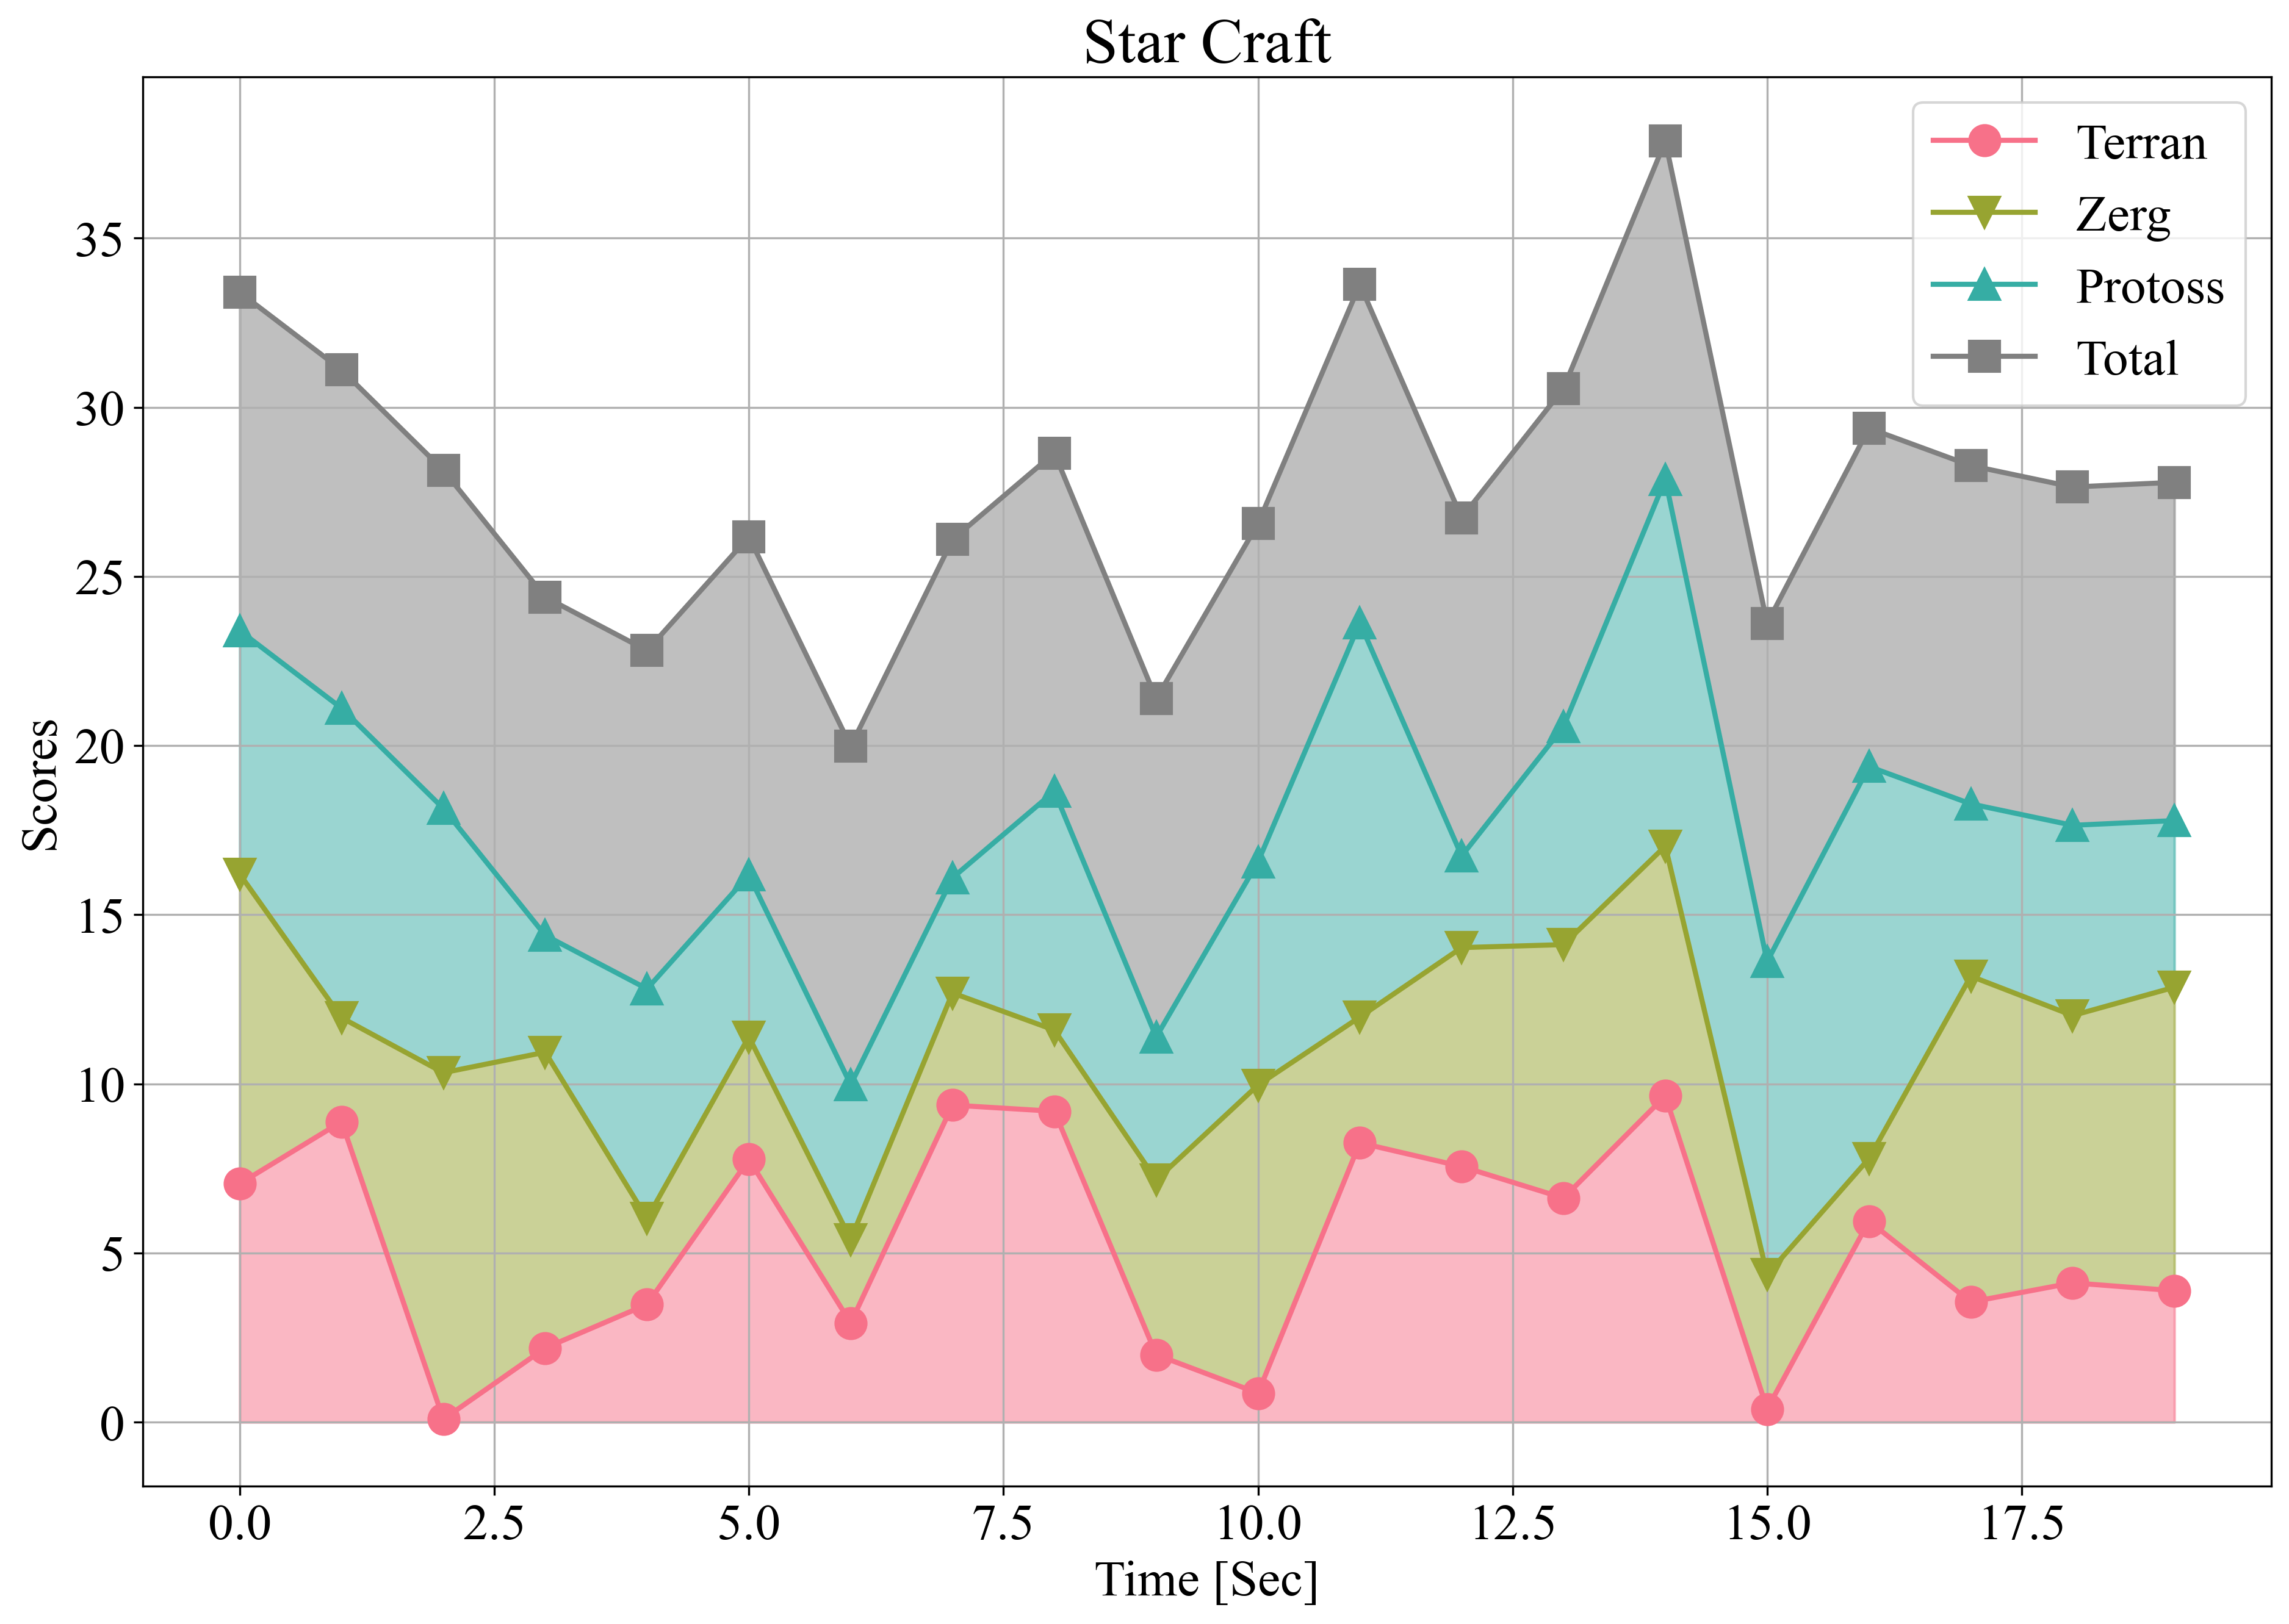 Star Craft
Terran
Zerg
Protoss
Total
Scores
35
30
25
20
15
10
5
0
0.0 2.5 5.0 7.5 10.0 12.5 15.0 17.5
Time [Sec]